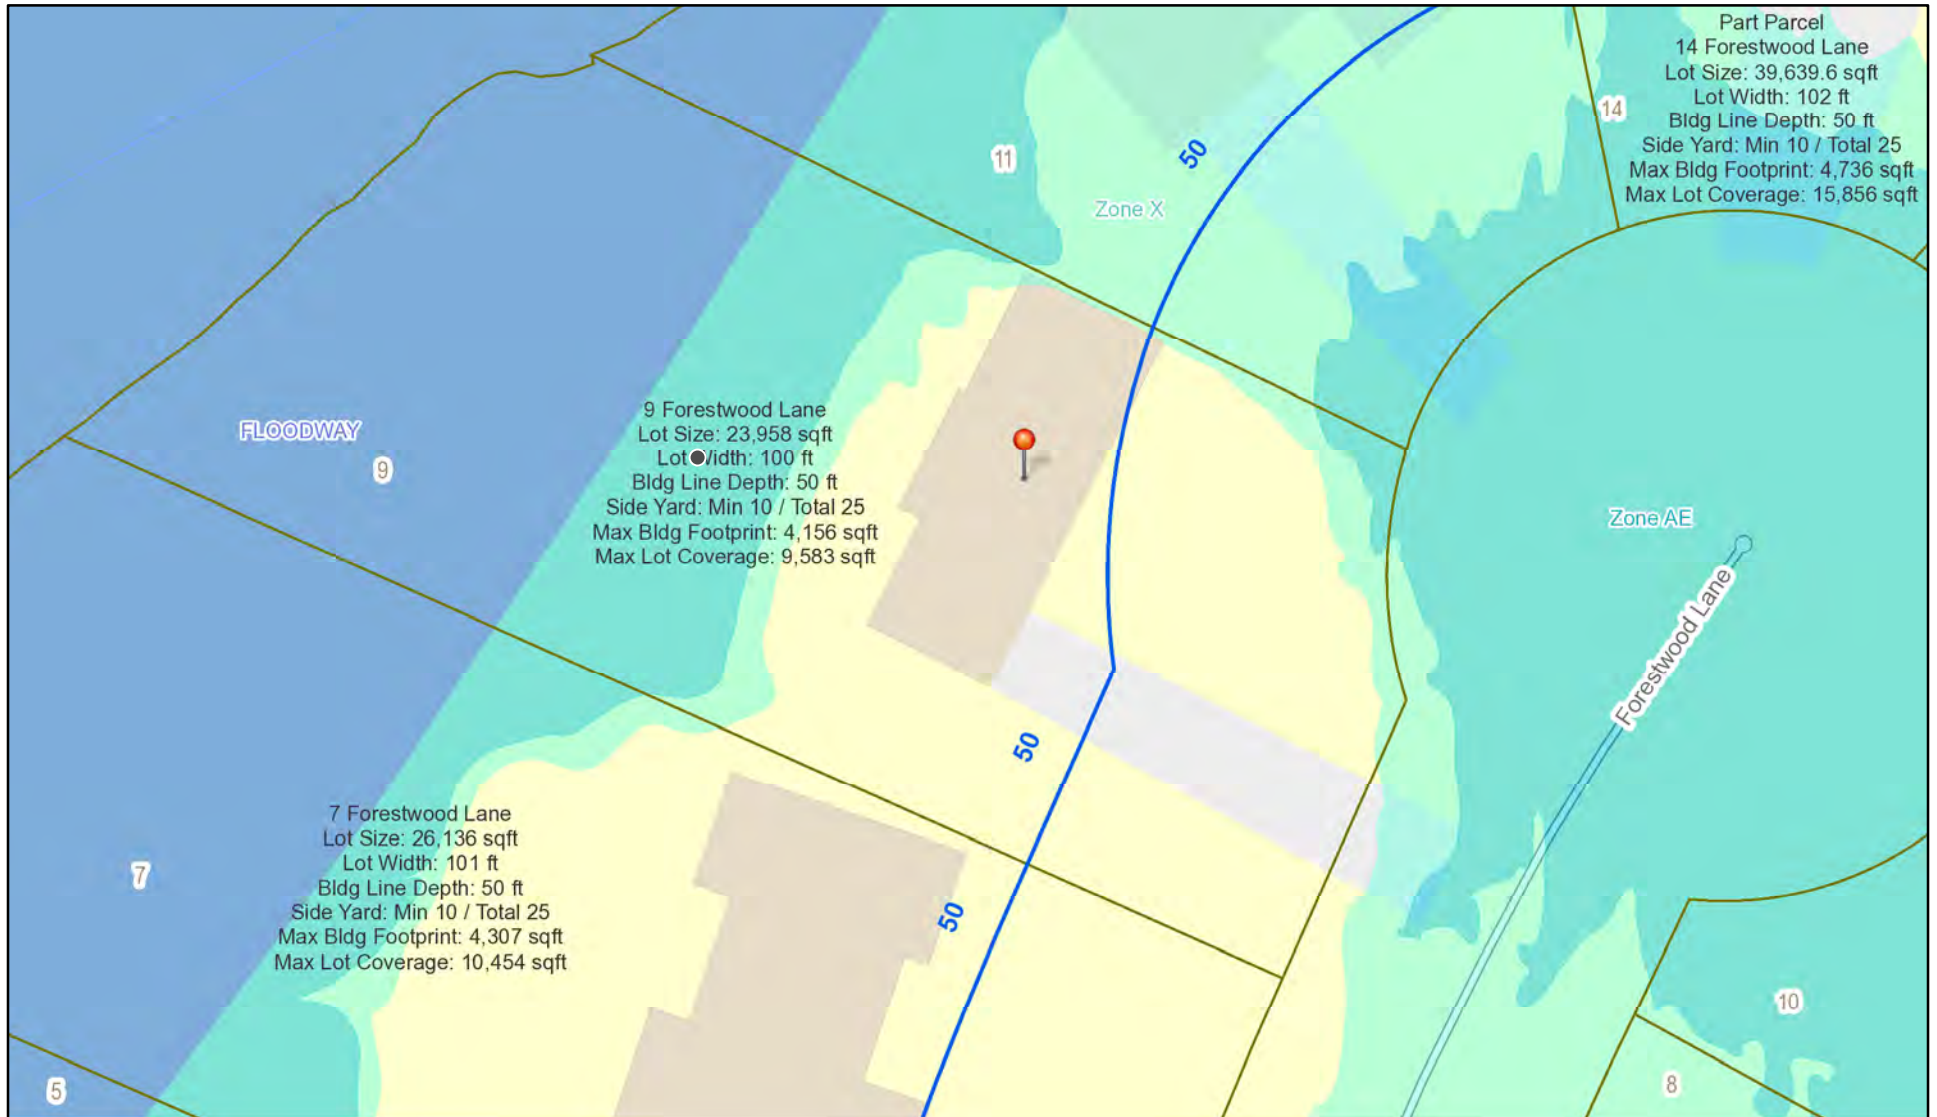 Part Parcel
14 Forestwood Lane
Lot Size: 39,639.6 sqft
Lot Width: 102 ft
Bldg Line Depth: 50 ft
Side Yard: Min 10 / Total 25
Max Bldg Footprint: 4,736 sqft
Max Lot Coverage: 15,856 sqft
14
11
50
Zone X
FLOODWAY
9
9 Forestwood Lane
Lot Size: 23,958 sqft
Lot Width: 100 ft
Bldg Line Depth: 50 ft
Side Yard: Min 10 / Total 25
Max Bldg Footprint: 4,156 sqft
Max Lot Coverage: 9,583 sqft
Zone AE
Forestwood Lane
50
7 Forestwood Lane
Lot Size: 26,136 sqft
Lot Width: 101 ft
Bldg Line Depth: 50 ft
Side Yard: Min 10 / Total 25
Max Bldg Footprint: 4,307 sqft
Max Lot Coverage: 10,454 sqft
7
50
10
8
5